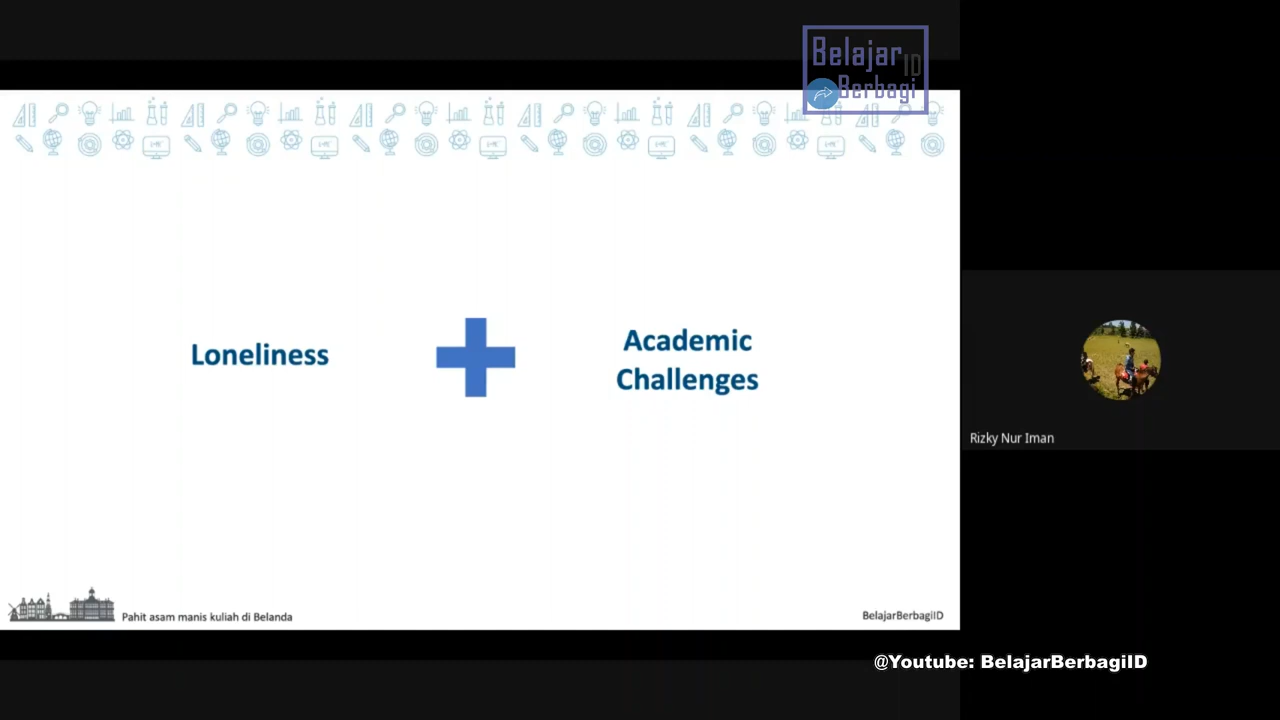 Belajar ID
Berbagi
Loneliness
Academic
Challenges
Rizky Nur Iman
Pahit asam manis kuliah di Belanda
BelajarBerbagiID
@Youtube: BelajarBerbagiID